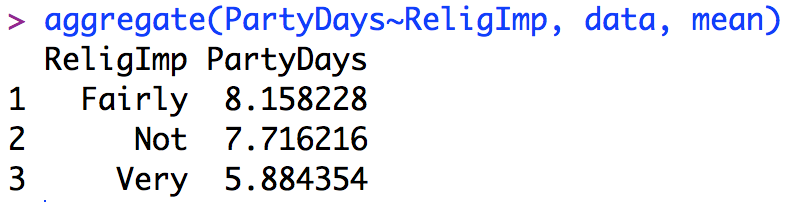 > aggregate(PartyDays~ReligImp, data, mean)
ReligImp PartyDays
1 Fairly 8.158228
2 Not 7.716216
3 Very 5.884354